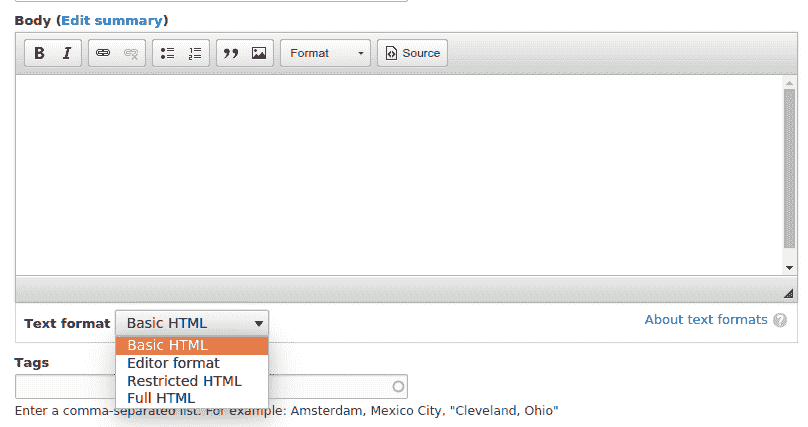 Body (Edit summary)
B I Format Source
Text format Basic HTML About text formats ?
Basic HTML
Editor format
Restricted HTML
Full HTML
Tags
Enter a comma-separated list. For example: Amsterdam, Mexico City, "Cleveland, Ohio"